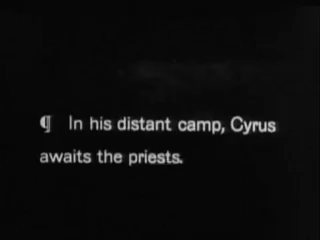 ¶ In his distant camp, Cyrus
awaits the priests.